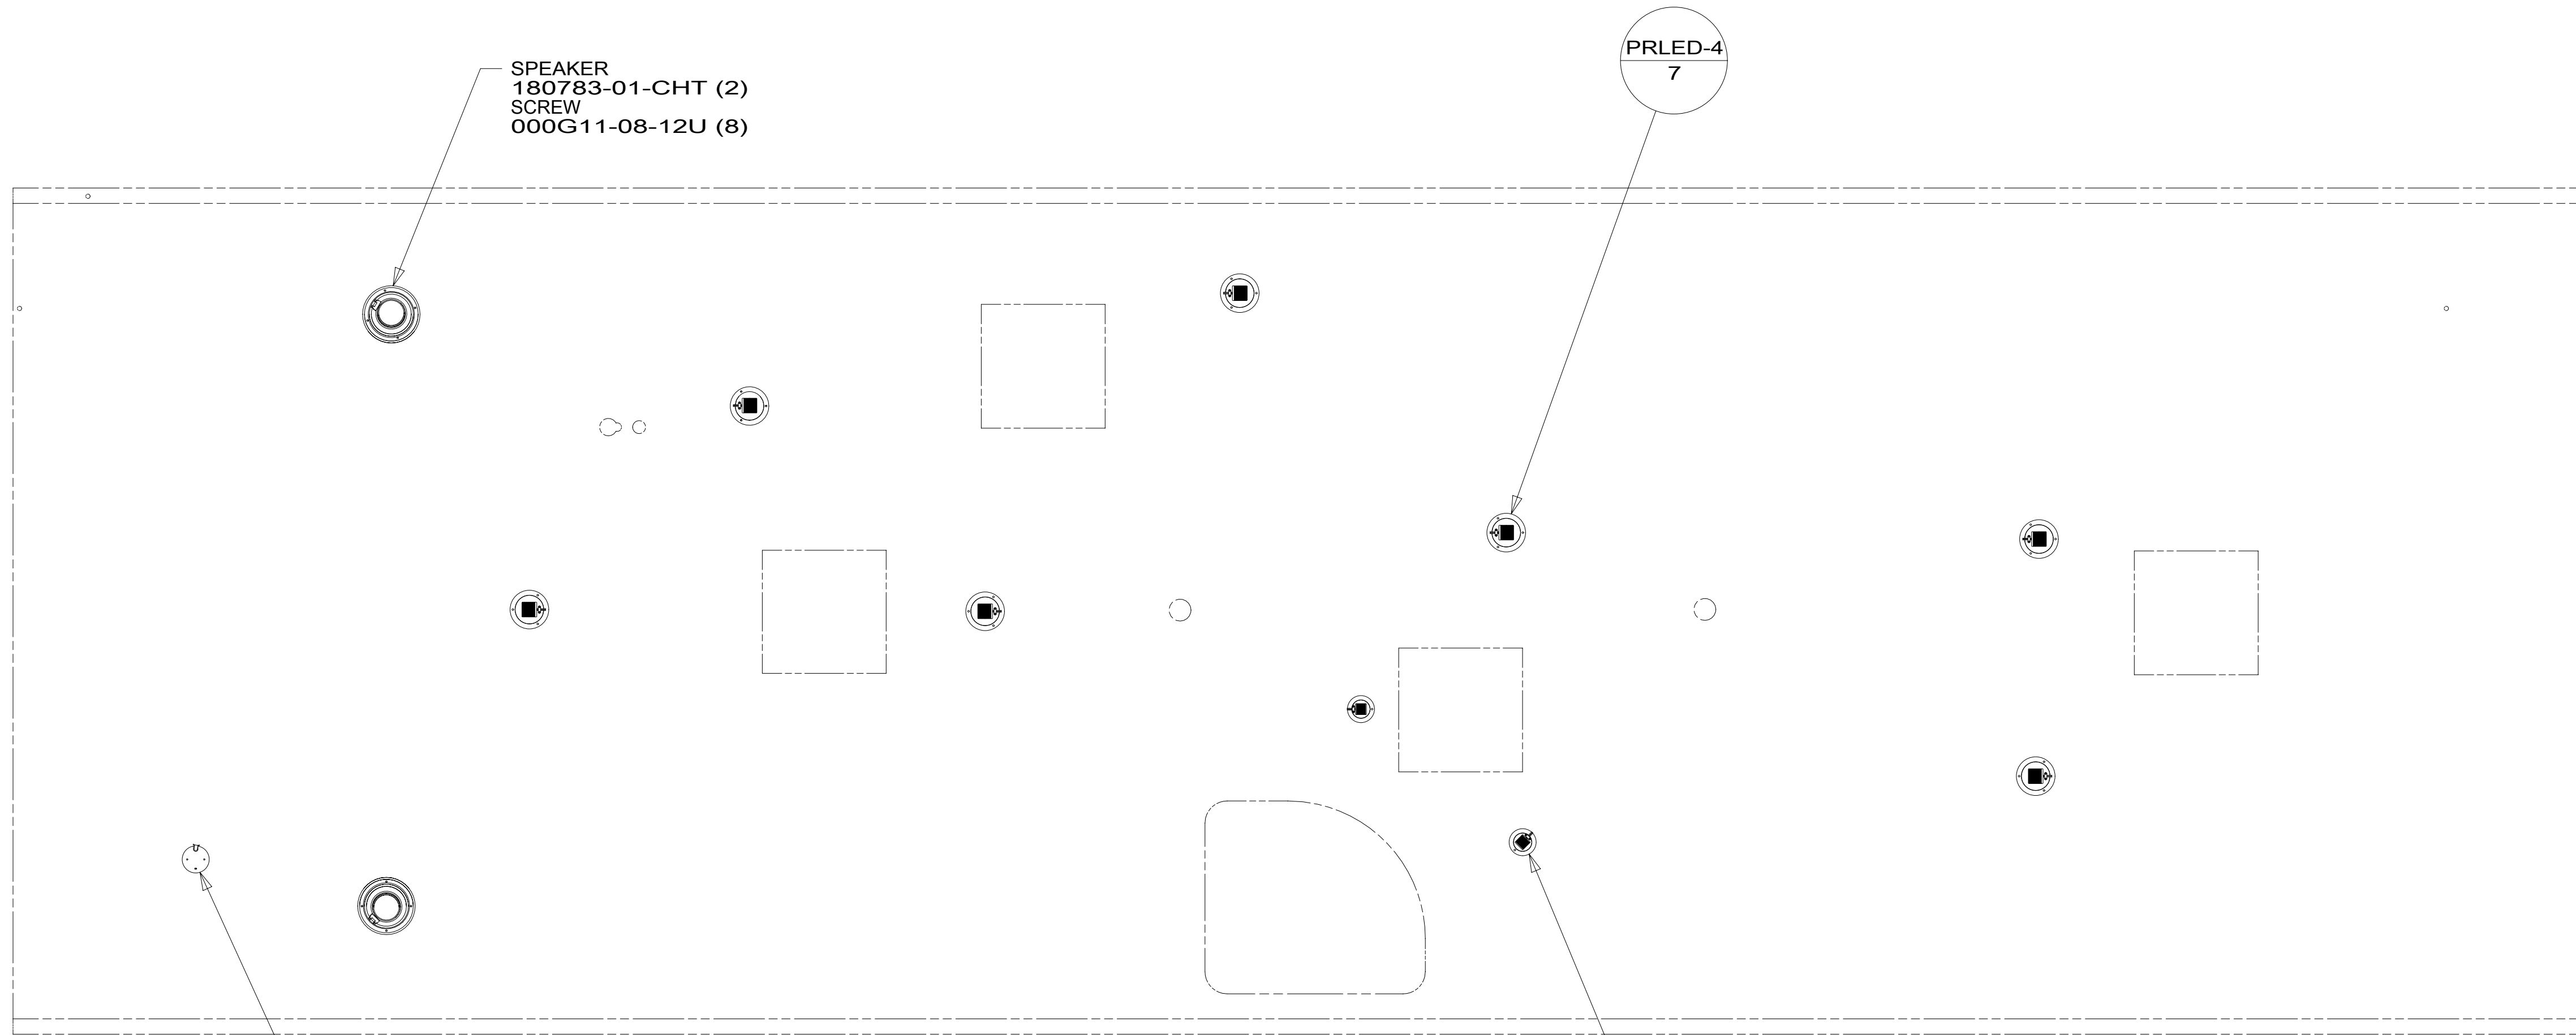 SPEAKER
180783-01-CHT (2)
SCREW
000G11-08-12U (8)
PRLED-4
7